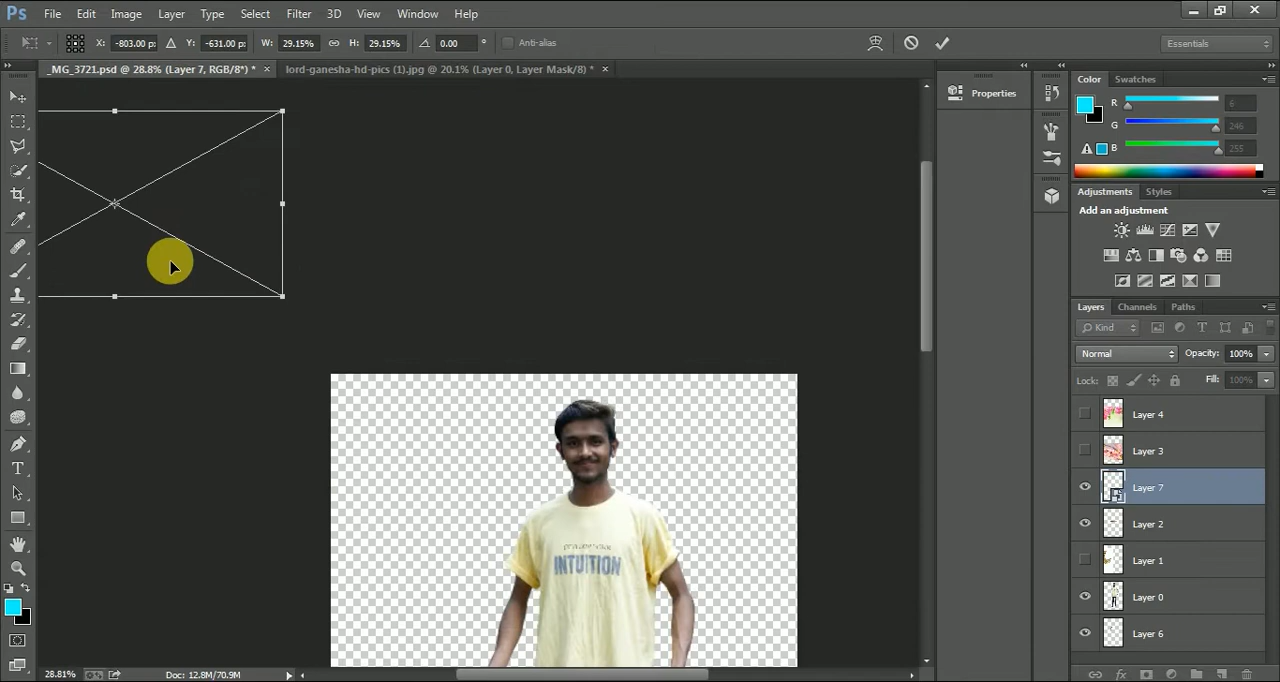 Ps File Edit Image Layer Type Select Filter 3D View Window Help
X: -803.00 p: Y: -631.00 p: W: 29.15% H: 29.15% 0.00 ° Anti-alias Essentials
_MG_3721.psd @ 28.8% (Layer 7, RGB/8*) * × lord-ganesha-hd-pics (1).jpg @ 20.1% (Layer 0, Layer Mask/8) * ×
Properties
Color Swatches
R 6
G 246
B 255
Adjustments Styles
Add an adjustment
Layers Channels Paths
Kind
Normal Opacity: 100%
Lock: Fill: 100%
Layer 4
Layer 3
Layer 7
Layer 2
Layer 1
Layer 0
Layer 6
INTUITION
28.81% Doc: 12.8M/70.9M